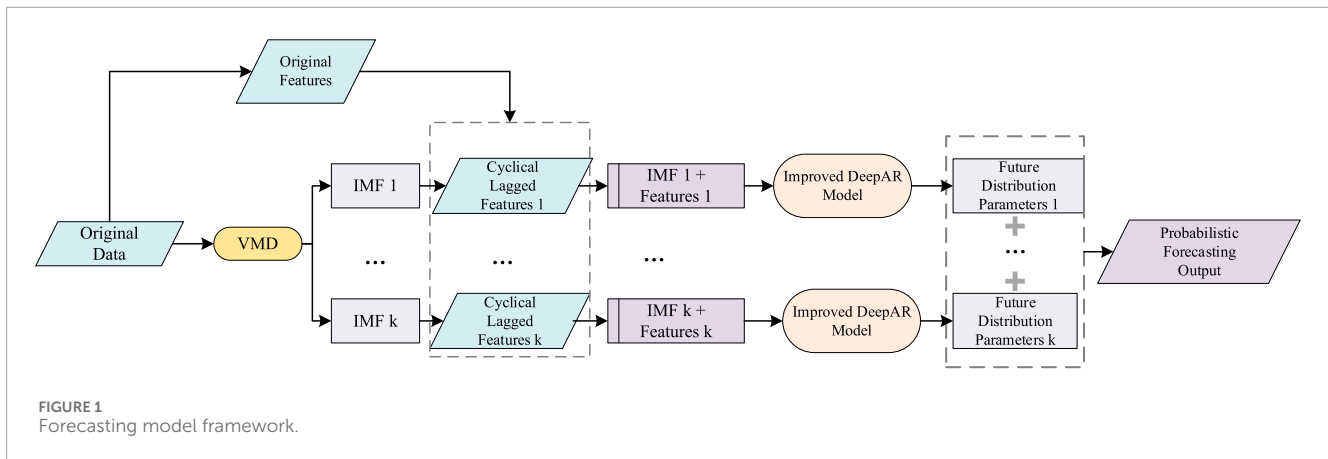 Original
Features
Original
Data
VMD
IMF 1
...
IMF k
Cyclical
Lagged
Features 1
...
Cyclical
Lagged
Features k
IMF 1 +
Features 1
...
IMF k +
Features k
Improved DeepAR
Model
Improved DeepAR
Model
Future
Distribution
Parameters 1
+
...
+
Future
Distribution
Parameters k
Probabilistic
Forecasting
Output
FIGURE 1
Forecasting model framework.